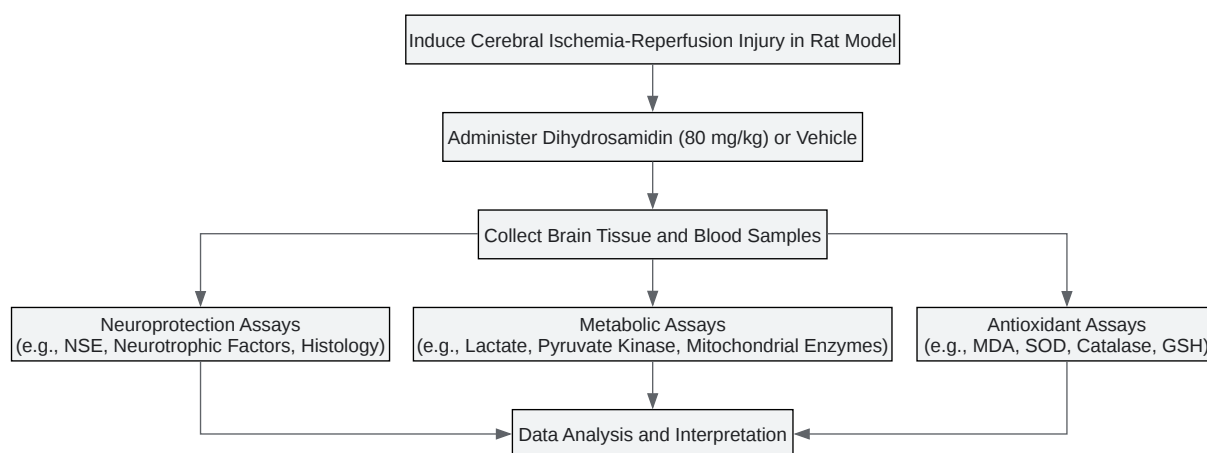 Induce Cerebral Ischemia-Reperfusion Injury in Rat Model
Administer Dihydrosamidin (80 mg/kg) or Vehicle
Collect Brain Tissue and Blood Samples
Neuroprotection Assays
(e.g., NSE, Neurotrophic Factors, Histology)
Metabolic Assays
(e.g., Lactate, Pyruvate Kinase, Mitochondrial Enzymes)
Antioxidant Assays
(e.g., MDA, SOD, Catalase, GSH)
Data Analysis and Interpretation